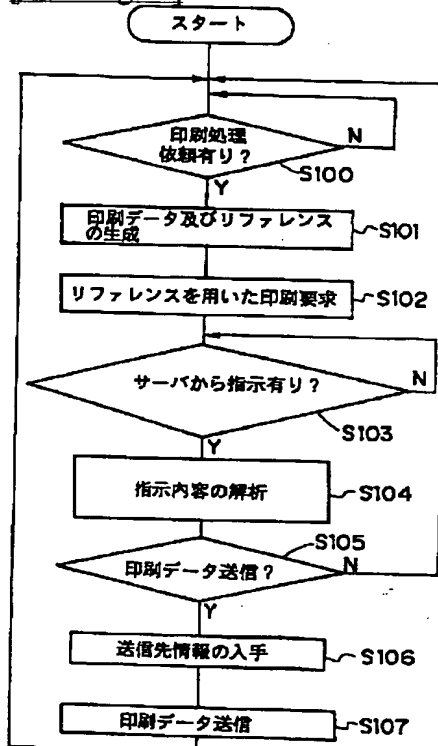 スタート
印刷処理
依頼有り?
N
S100
Y
印刷データ及びリファレンス
の生成
S101
リファレンスを用いた印刷要求
S102
サーバから指示有り?
N
S103
Y
指示内容の解析
S104
S105
印刷データ送信?
N
Y
送信先情報の入手
S106
印刷データ送信
S107